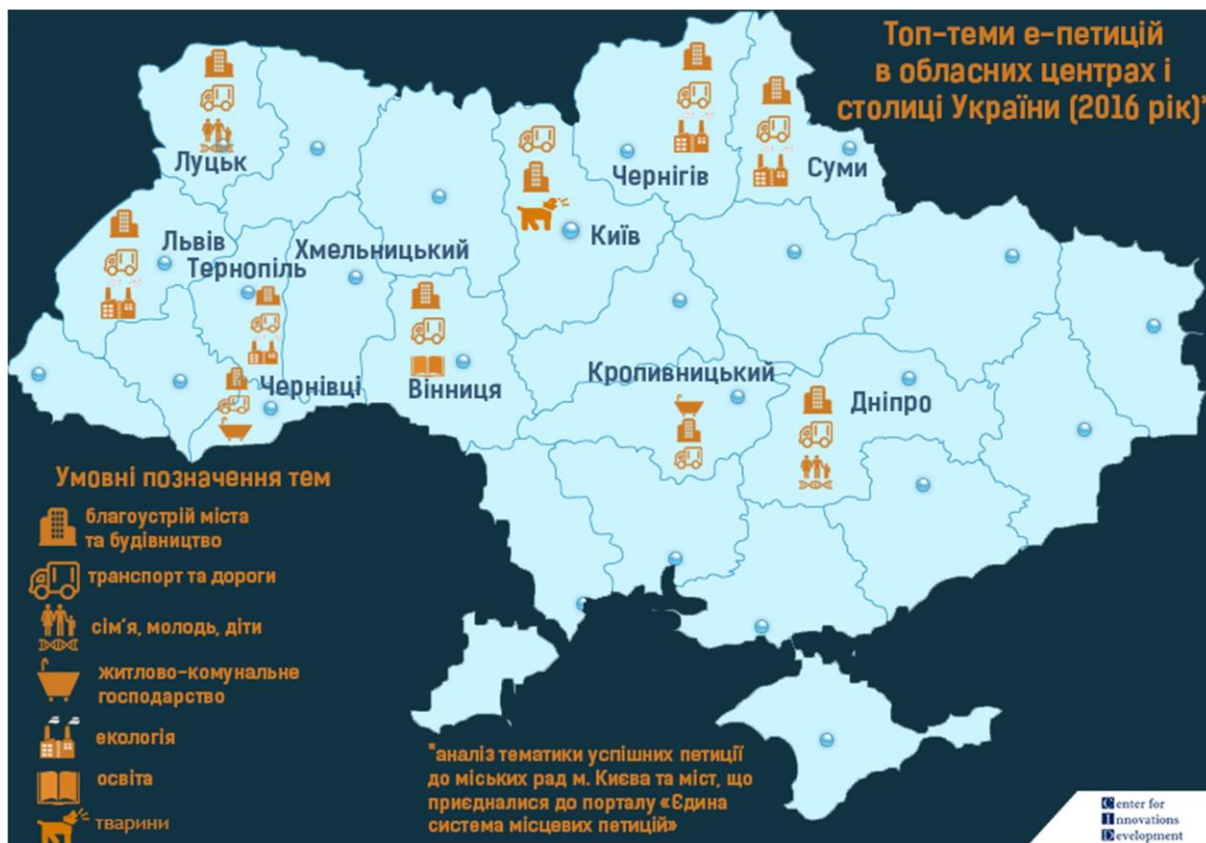 Топ-теми е-петицій
в обласних центрах і
столиці України (2016 рік)*
Луцьк
Чернігів
Суми
Львів
Тернопіль
Хмельницький
Київ
Чернівці
Вінниця
Кропивницький
Дніпро
Умовні позначення тем
благоустрій міста
та будівництво
транспорт та дороги
сім'я, молодь, діти
житлово-комунальне
господарство
екологія
освіта
тварини
*аналіз тематики успішних петиції
до міських рад м. Києва та міст, що
приєдналися до порталу «Єдина
система місцевих петицій»
Center for
Innovations
Development